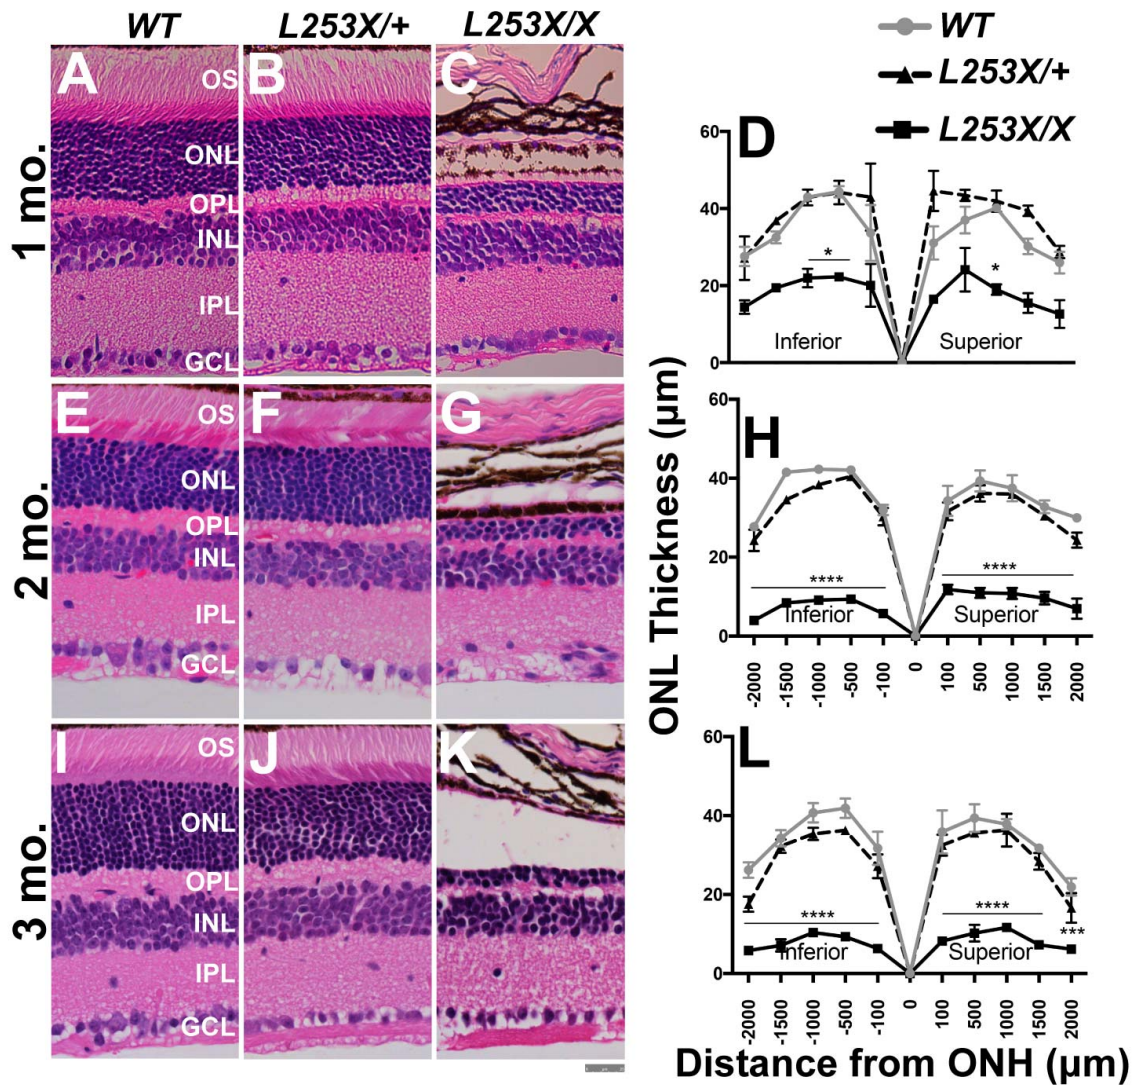 WT L253X/+ L253X/X
WT
L253X/+
L253X/X
1 mo.
A B C
OS
ONL
OPL
INL
IPL
GCL
D
60
40
20
0
*
*
Inferior Superior
2 mo.
E F G
OS
ONL
OPL
INL
IPL
GCL
H
60
40
20
0
**** ****
Inferior Superior
-2000 -1500 -1000 -500 -100 0 100 500 1000 1500 2000
ONL Thickness (µm)
3 mo.
I J K
OS
ONL
OPL
INL
IPL
GCL
L
60
40
20
0
**** **** ***
Inferior Superior
-2000 -1500 -1000 -500 -100 0 100 500 1000 1500 2000
Distance from ONH (µm)